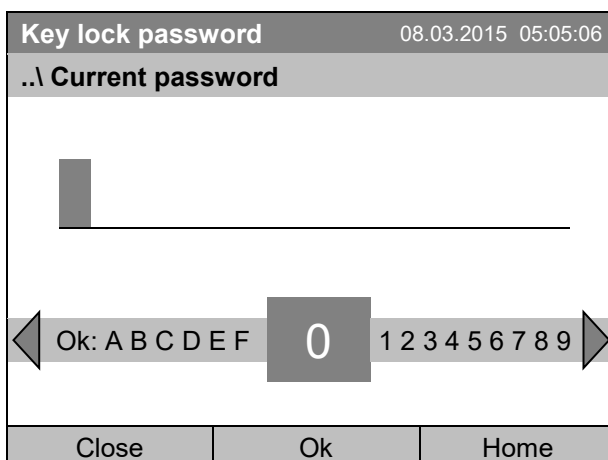 Key lock password 08.03.2015 05:05:06
..\ Current password
Ok: A B C D E F 0 1 2 3 4 5 6 7 8 9
Close Ok Home